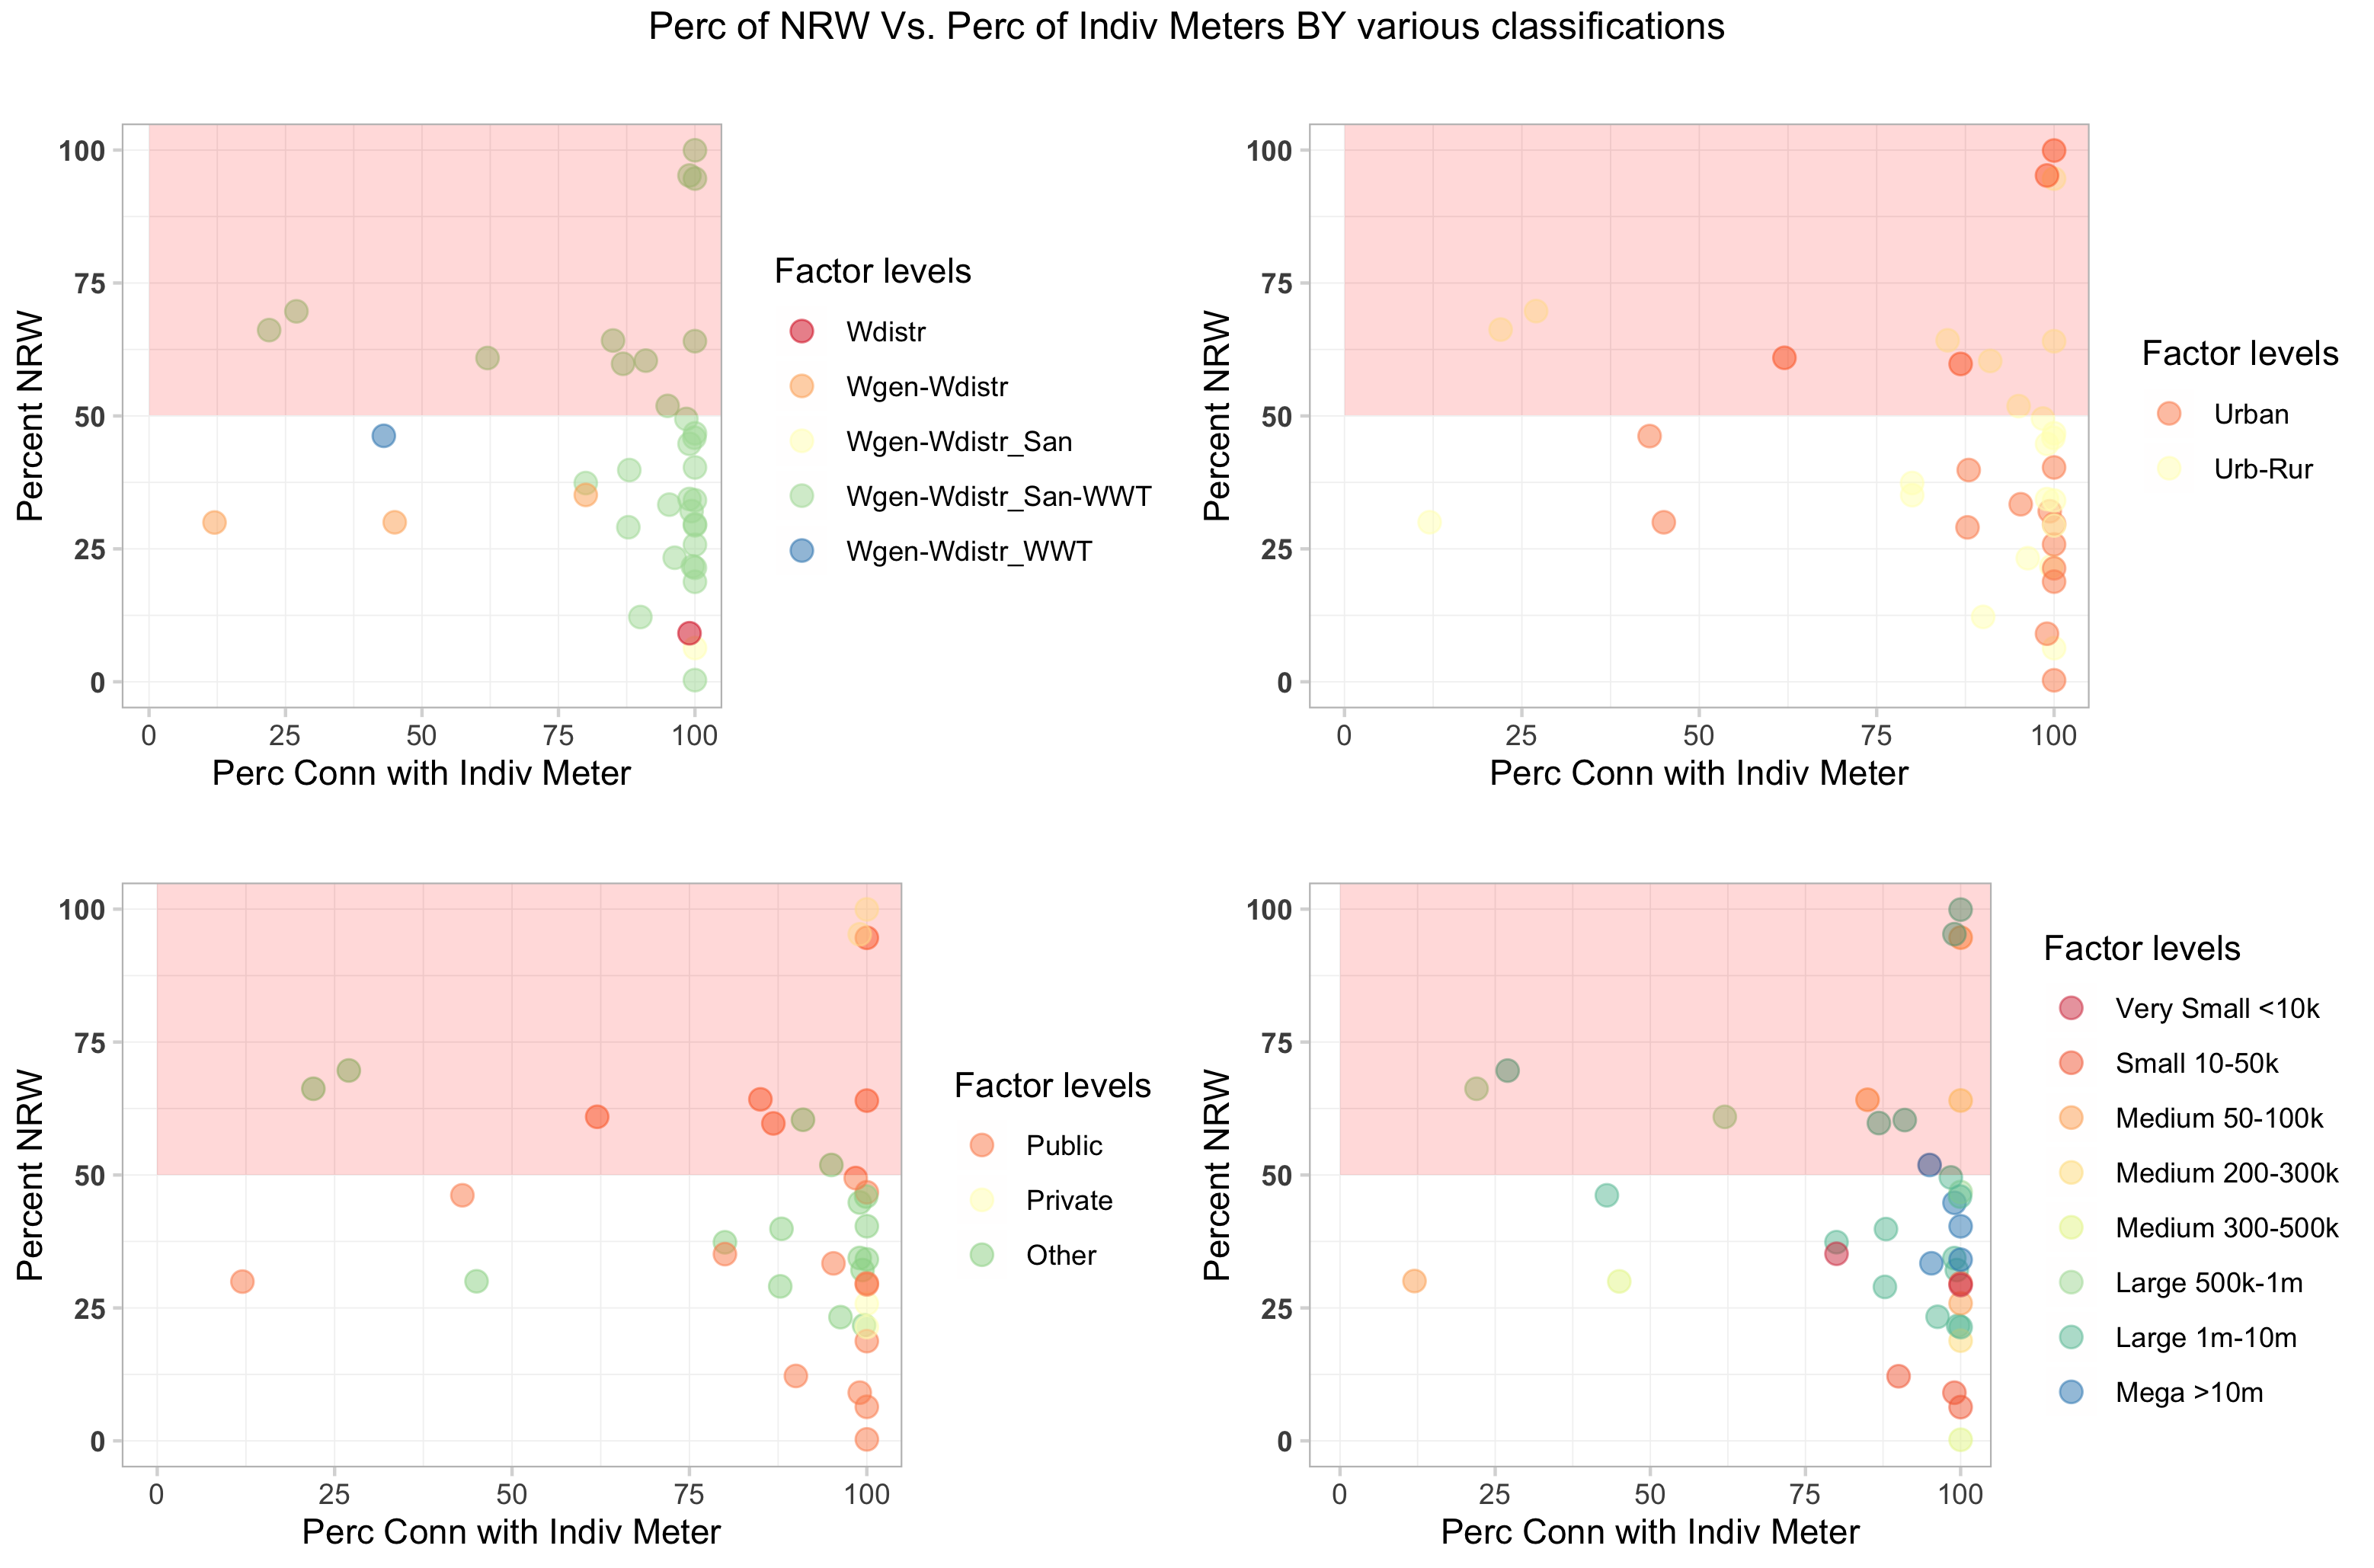 Perc of NRW Vs. Perc of Indiv Meters BY various classifications
100
75
50
25
0
Percent NRW
0 25 50 75 100
Perc Conn with Indiv Meter
Factor levels
Wdistr
Wgen-Wdistr
Wgen-Wdistr_San
Wgen-Wdistr_San-WWT
Wgen-Wdistr_WWT
100
75
50
25
0
Percent NRW
0 25 50 75 100
Perc Conn with Indiv Meter
Factor levels
Urban
Urb-Rur
100
75
50
25
0
Percent NRW
0 25 50 75 100
Perc Conn with Indiv Meter
Factor levels
Public
Private
Other
100
75
50
25
0
Percent NRW
0 25 50 75 100
Perc Conn with Indiv Meter
Factor levels
Very Small <10k
Small 10-50k
Medium 50-100k
Medium 200-300k
Medium 300-500k
Large 500k-1m
Large 1m-10m
Mega >10m